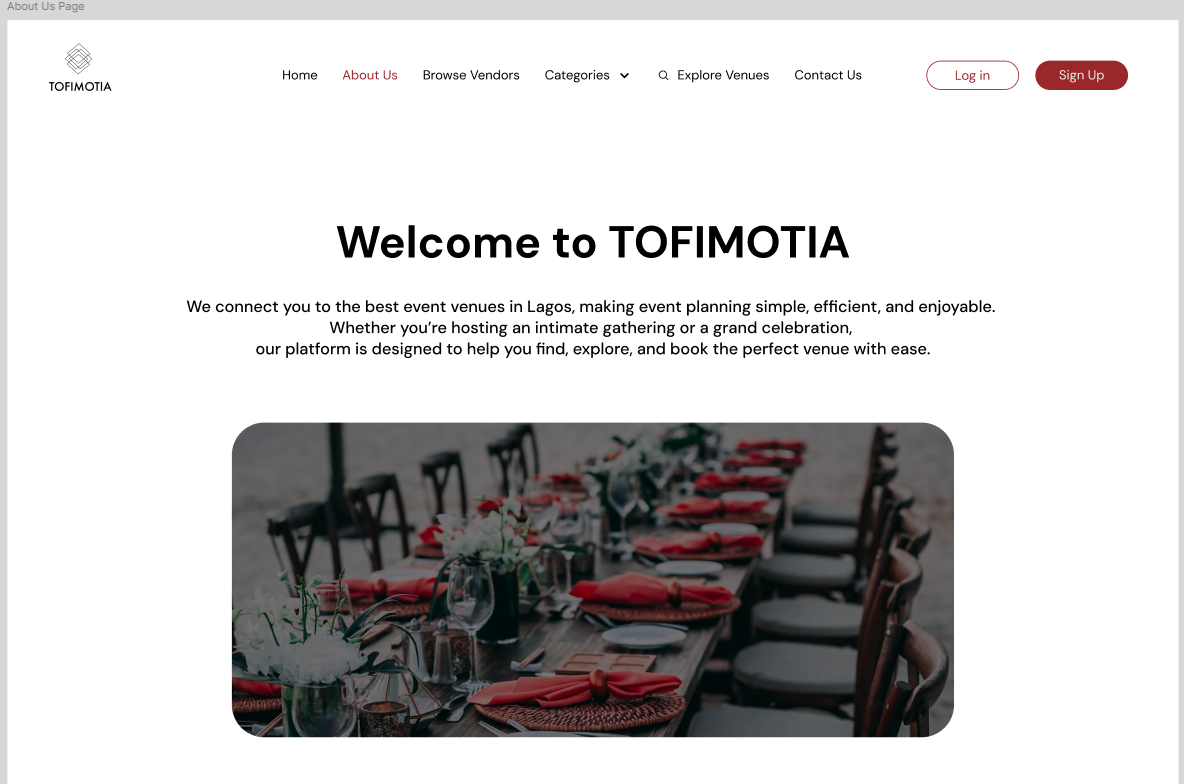 About Us Page
TOFIMOTIA
Home
About Us
Browse Vendors
Categories
Explore Venues
Contact Us
Log in
Sign Up
Welcome to TOFIMOTIA
We connect you to the best event venues in Lagos, making event planning simple, efficient, and enjoyable.
Whether you’re hosting an intimate gathering or a grand celebration,
our platform is designed to help you find, explore, and book the perfect venue with ease.